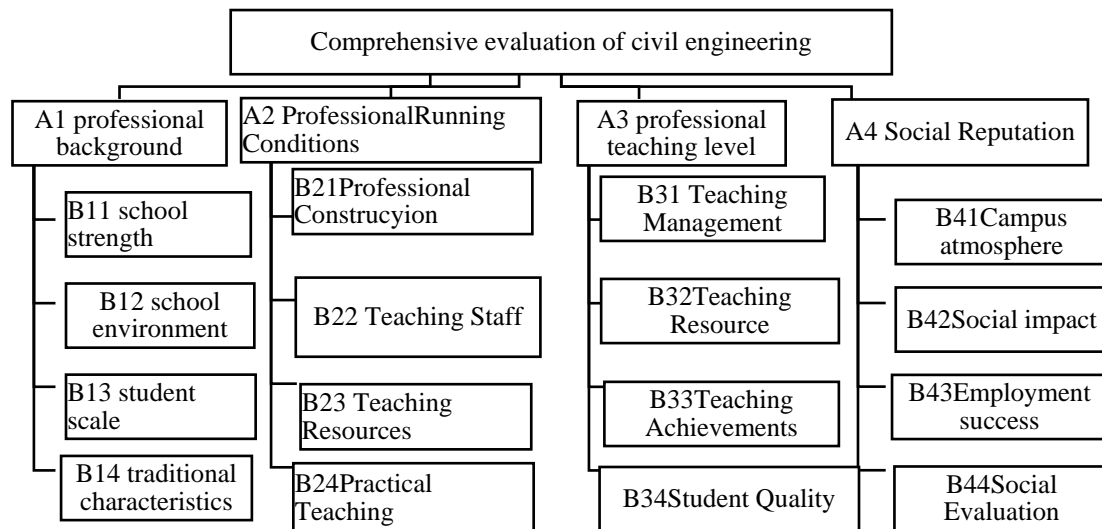 Comprehensive evaluation of civil engineering
A1 professional
background
A2 ProfessionalRunning
Conditions
A3 professional
teaching level
A4 Social Reputation
B11 school
strength
B12 school
environment
B13 student
scale
B14 traditional
characteristics
B21Professional
Construcyion
B22 Teaching Staff
B23 Teaching
Resources
B24Practical
Teaching
B31 Teaching
Management
B32Teaching
Resource
B33Teaching
Achievements
B34Student Quality
B41Campus
atmosphere
B42Social impact
B43Employment
success
B44Social
Evaluation